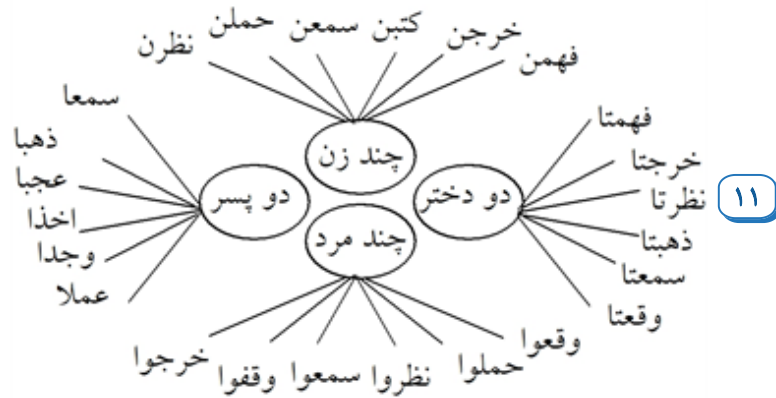 فهمن
خرجن
کتبن
سمعن
حملن
نظرن
چند زن
۱۱
فهمتا
خرجتا
نظرتا
ذهبتا
سمعتا
وقعتا
دو دختر
دو پسر
سمعا
ذهبا
عجبا
اخذا
وجدا
عملا
چند مرد
وقعوا
حملوا
نظروا
سمعوا
وقفوا
خرجوا